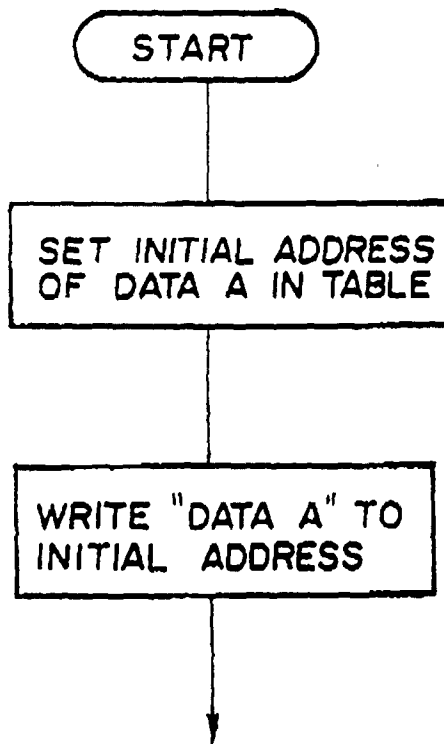 START
SET INITIAL ADDRESS
OF DATA A IN TABLE
WRITE "DATA A" TO
INITIAL ADDRESS